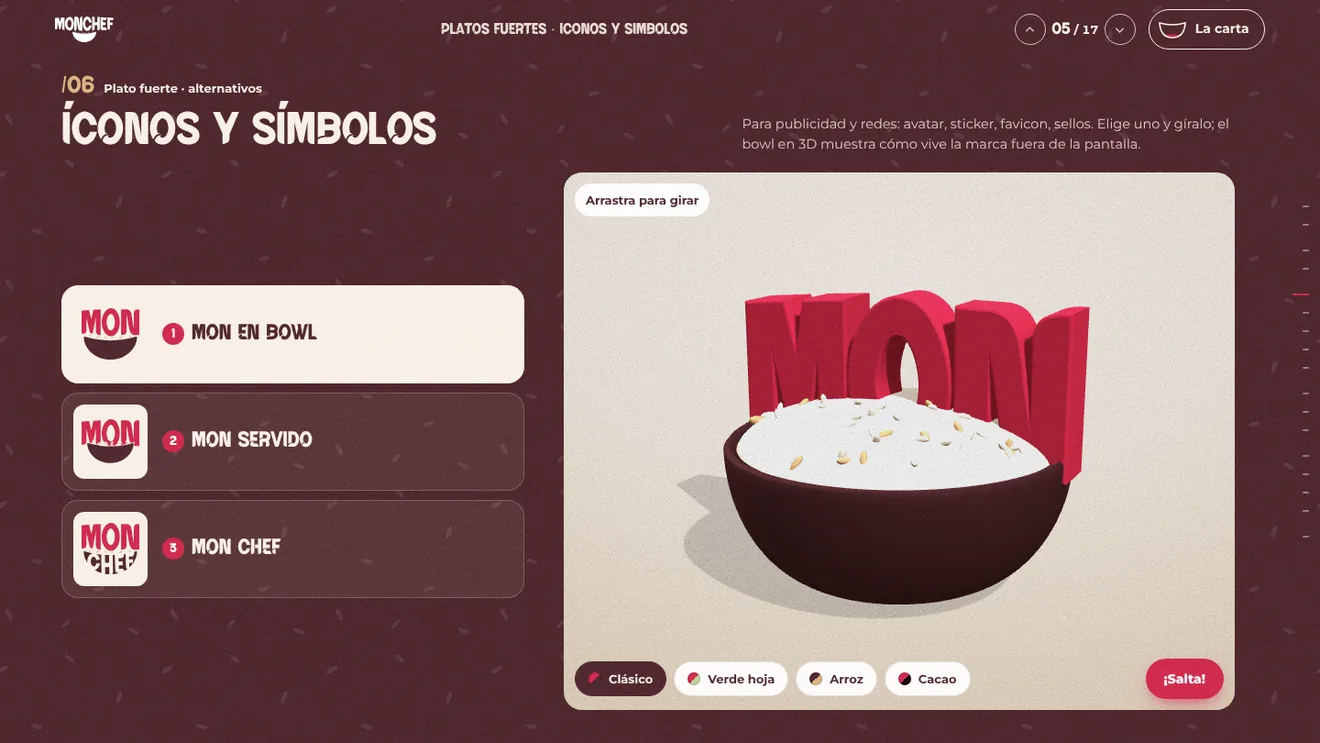 MONCHEF
PLATOS FUERTES · ICONOS Y SIMBOLOS
05 / 17
La carta
/06 Plato fuerte · alternativos
ÍCONOS Y SÍMBOLOS
Para publicidad y redes: avatar, sticker, favicon, sellos. Elige uno y gíralo; el
bowl en 3D muestra cómo vive la marca fuera de la pantalla.
Arrastra para girar
MON
1 MON EN BOWL
MON
2 MON SERVIDO
MON
CHEF
3 MON CHEF
MON
Clásico
Verde hoja
Arroz
Cacao
¡Salta!